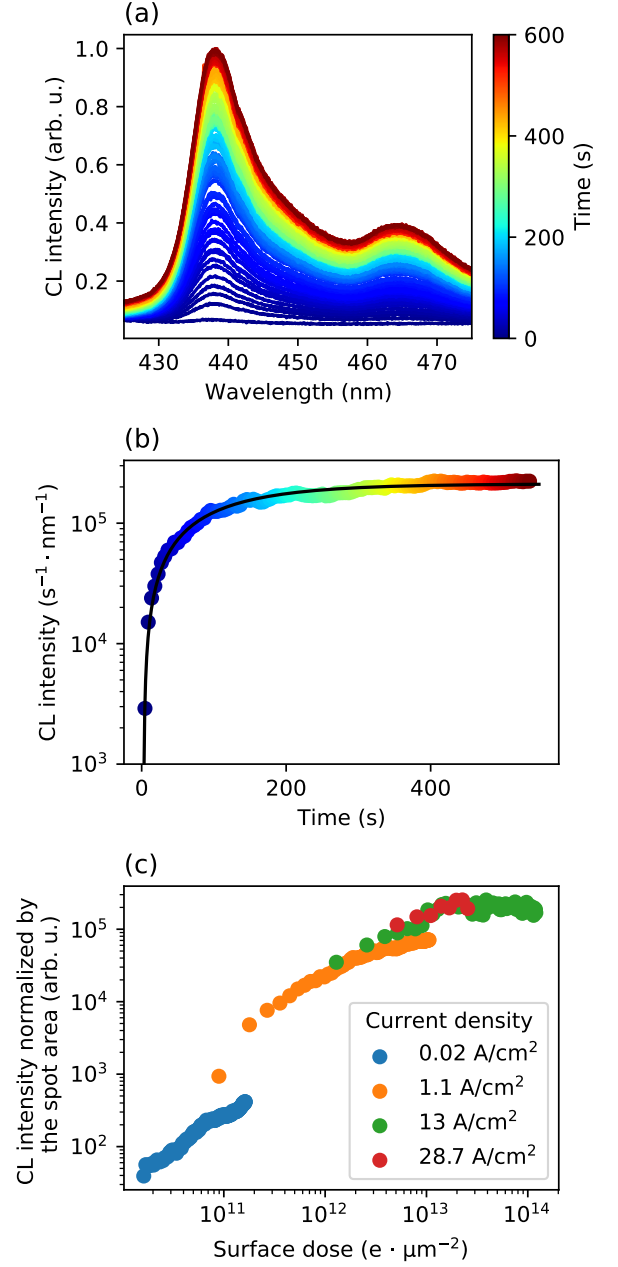 (a)
CL intensity (arb. u.)
1.0
0.8
0.6
0.4
0.2
430 440 450 460 470
Wavelength (nm)
600
400
200
0
Time (s)
(b)
CL intensity (s⁻¹ · nm⁻¹)
10⁵
10⁴
10³
0 200 400
Time (s)
(c)
CL intensity normalized by
the spot area (arb. u.)
10⁵
10⁴
10³
10²
Current density
0.02 A/cm²
1.1 A/cm²
13 A/cm²
28.7 A/cm²
10¹¹ 10¹² 10¹³ 10¹⁴
Surface dose (e · μm⁻²)